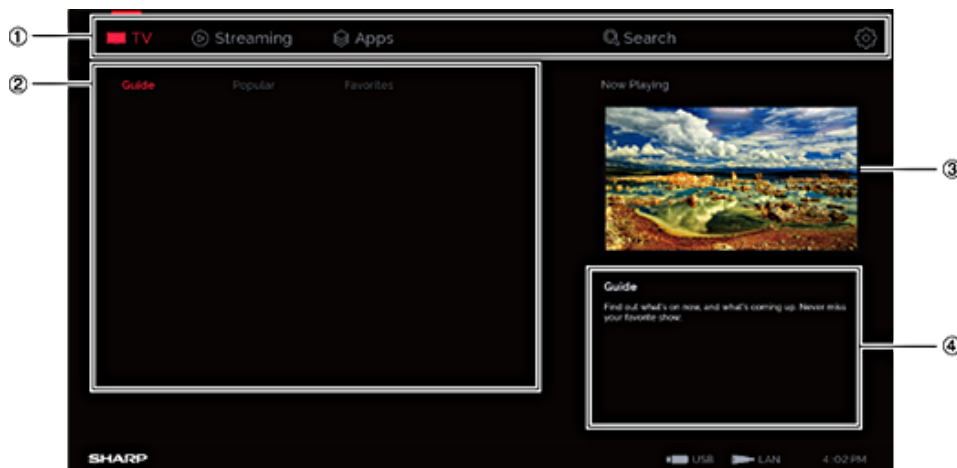 ① TV Streaming Apps Search
② Guide Popular Favorites
Now Playing
③
Guide
Find out what's on now, and what's coming up. Never miss
your favorite show.
④
SHARP USB LAN 4:02 PM